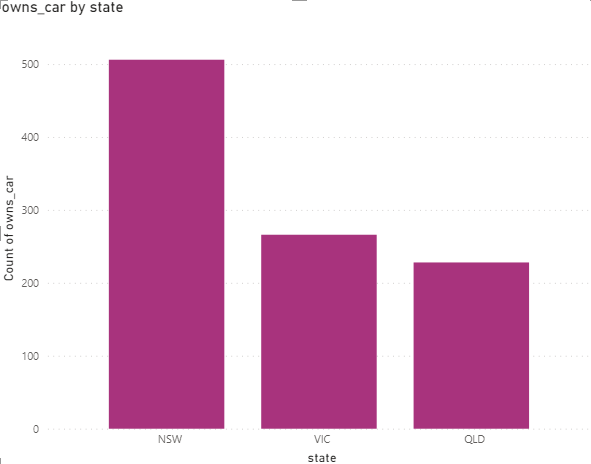 owns_car by state
Count of owns_car
500
400
300
200
100
0
NSW VIC QLD
state